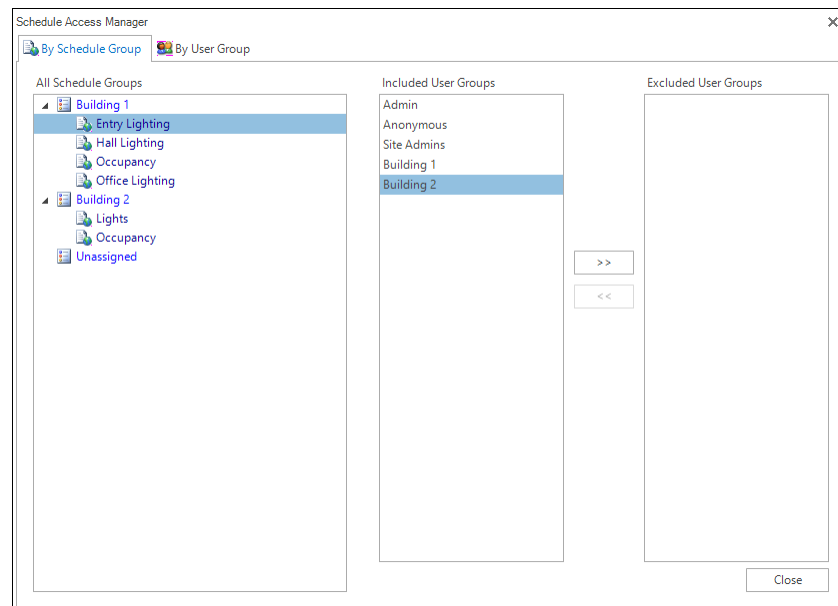 Schedule Access Manager
By Schedule Group
By User Group
All Schedule Groups
Building 1
Entry Lighting
Hall Lighting
Occupancy
Office Lighting
Building 2
Lights
Occupancy
Unassigned
Included User Groups
Admin
Anonymous
Site Admins
Building 1
Building 2
>>
<<
Excluded User Groups
Close